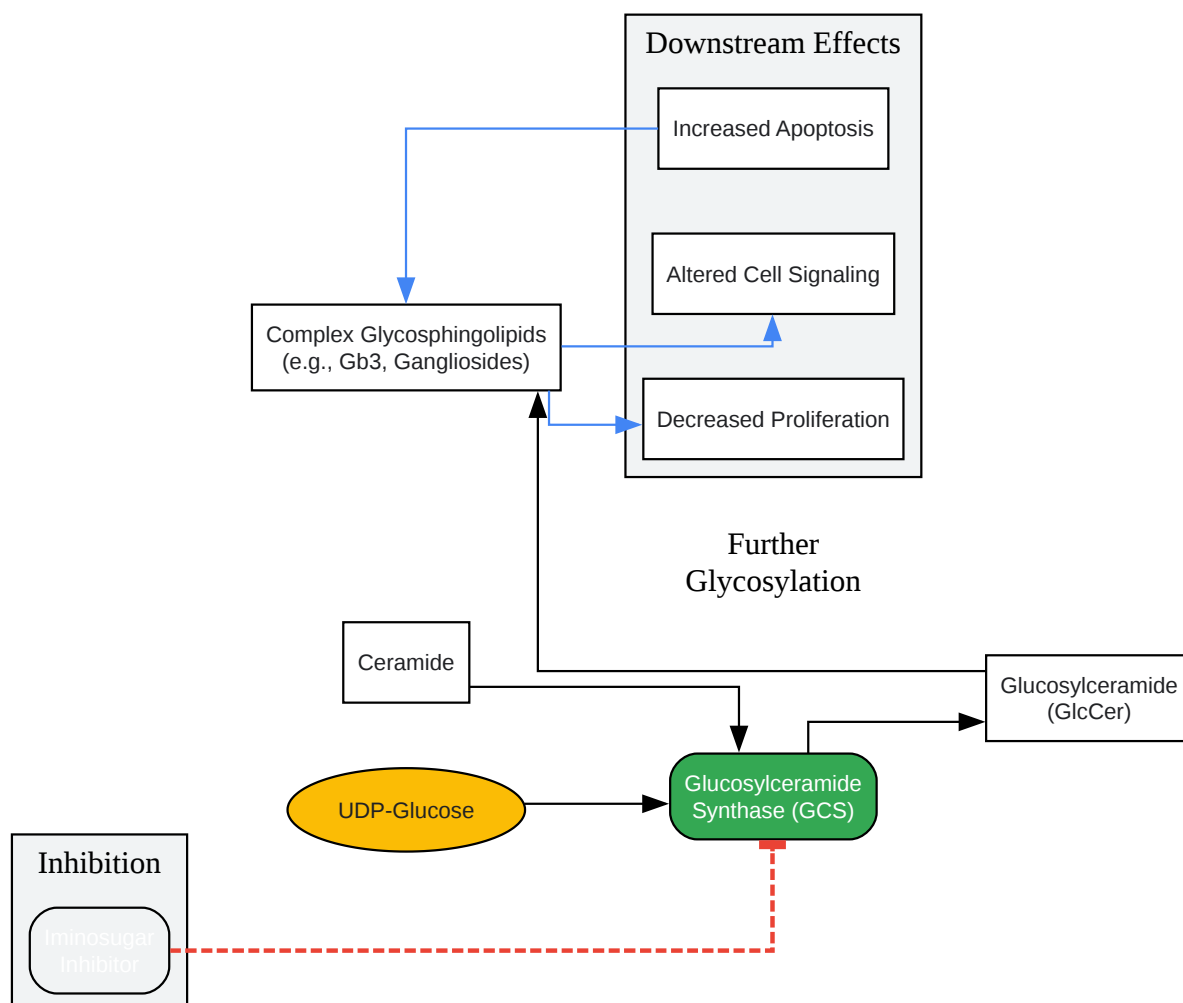 Downstream Effects
Increased Apoptosis
Altered Cell Signaling
Complex Glycosphingolipids
(e.g., Gb3, Gangliosides)
Decreased Proliferation
Further
Glycosylation
Ceramide
Glucosylceramide
(GlcCer)
Glucosylceramide
Synthase (GCS)
UDP-Glucose
Inhibition
Iminosugar
Inhibitor